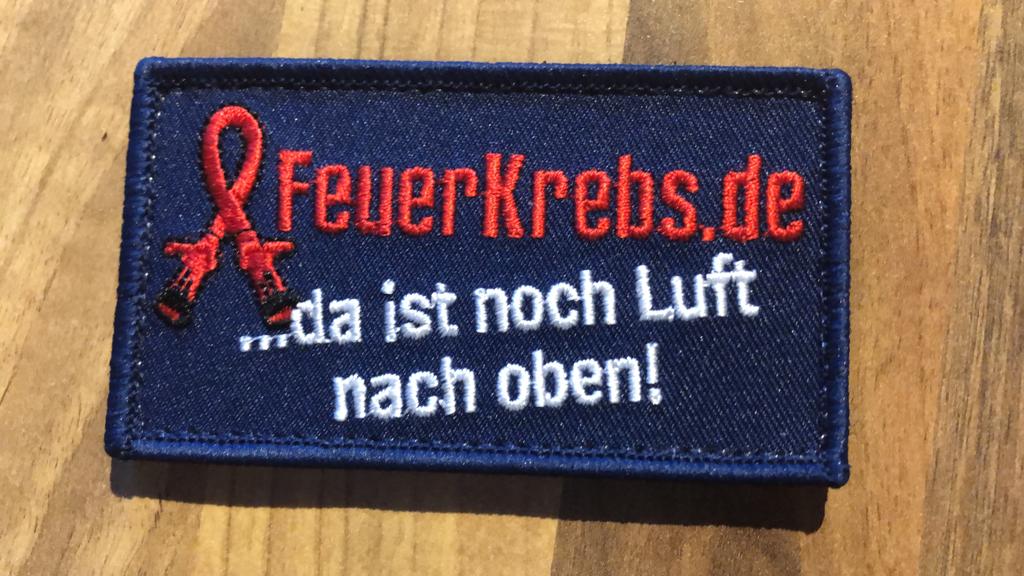 FeuerKrebs.de
...da ist noch Luft
nach oben!